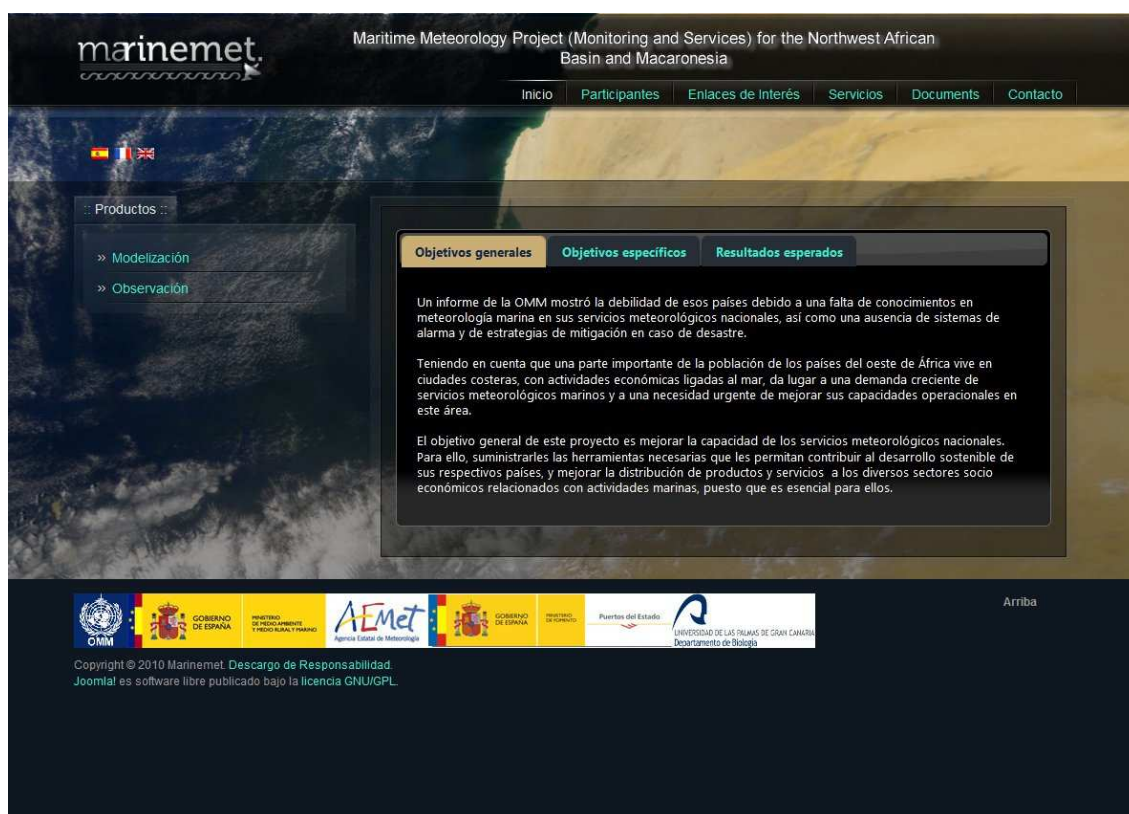 marinemet.
Maritime Meteorology Project (Monitoring and Services) for the Northwest African
Basin and Macaronesia
Inicio Participantes Enlaces de Interés Servicios Documents Contacto
:: Productos ::
» Modelización
» Observación
Objetivos generales Objetivos específicos Resultados esperados
Un informe de la OMM mostró la debilidad de esos países debido a una falta de conocimientos en
meteorología marina en sus servicios meteorológicos nacionales, así como una ausencia de sistemas de
alarma y de estrategias de mitigación en caso de desastre.
Teniendo en cuenta que una parte importante de la población de los países del oeste de África vive en
ciudades costeras, con actividades económicas ligadas al mar, da lugar a una demanda creciente de
servicios meteorológicos marinos y a una necesidad urgente de mejorar sus capacidades operacionales en
este área.
El objetivo general de este proyecto es mejorar la capacidad de los servicios meteorológicos nacionales.
Para ello, suministrarles las herramientas necesarias que les permitan contribuir al desarrollo sostenible de
sus respectivos países, y mejorar la distribución de productos y servicios a los diversos sectores socio
económicos relacionados con actividades marinas, puesto que es esencial para ellos.
OMM
GOBIERNO
DE ESPAÑA
MINISTERIO
DE MEDIO AMBIENTE
Y MEDIO RURAL Y MARINO
AEMet
Agencia Estatal de Meteorología
GOBIERNO
DE ESPAÑA
MINISTERIO
DE FOMENTO
Puertos del Estado
UNIVERSIDAD DE LAS PALMAS DE GRAN CANARIA
Departamento de Biología
Arriba
Copyright © 2010 Marinemet. Descargo de Responsabilidad.
Joomla! es software libre publicado bajo la licencia GNU/GPL.